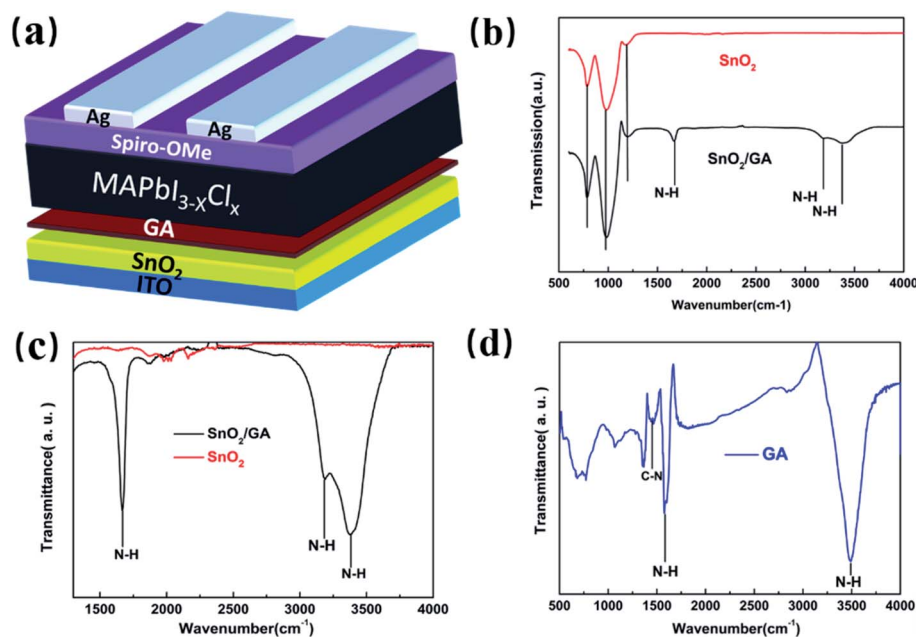 (a)
Ag
Ag
Spiro-OMe
MAPbI₃₋ₓClₓ
GA
SnO₂
ITO
(b)
Transmission(a.u.)
SnO₂
SnO₂/GA
N-H
N-H
N-H
500 1000 1500 2000 2500 3000 3500 4000
Wavenumber(cm-1)
(c)
Transmittance( a. u. )
SnO₂/GA
SnO₂
N-H
N-H
N-H
1500 2000 2500 3000 3500 4000
Wavenumber(cm⁻¹)
(d)
Transmittance( a. u. )
GA
C-N
N-H
N-H
500 1000 1500 2000 2500 3000 3500 4000
Wavenumber(cm⁻¹)